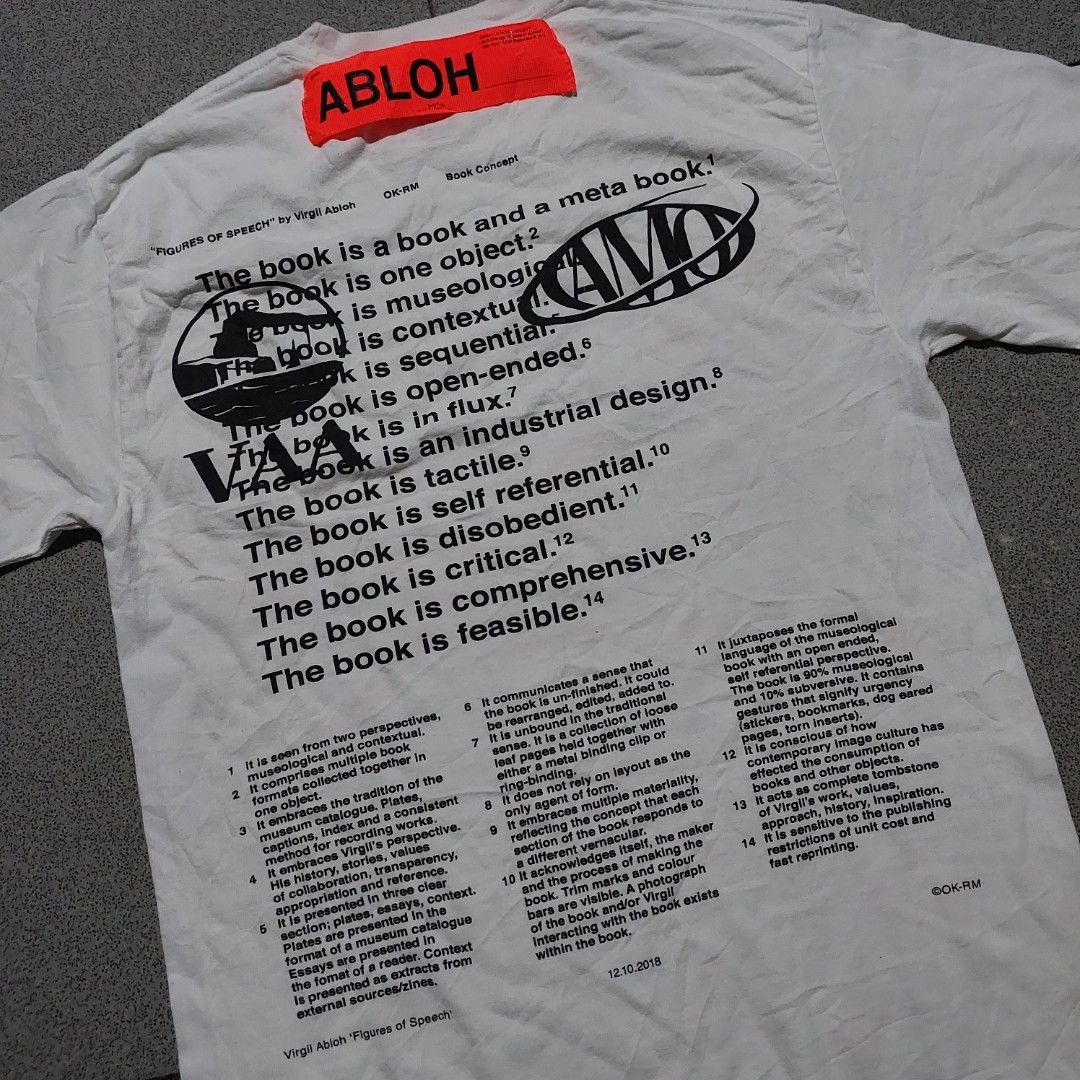 ABLOH
MCA
"FIGURES OF SPEECH" by Virgil Abloh OK-RM Book Concept
The book is a book and a meta book.1
The book is one object.2
The book is museological
The book is contextual.
The book is sequential.
The book is open-ended.6
The book is in flux.7
The book is an industrial design.8
The book is tactile.9
The book is self referential.10
The book is disobedient.11
The book is critical.12
The book is comprehensive.13
The book is feasible.14
AMO
VAA
1 It is seen from two perspectives,
museological and contextual.
2 It comprises multiple book
formats collected together in
one object.
3 It embraces the tradition of the
museum catalogue. Plates,
captions, index and a consistent
method for recording works.
4 It embraces Virgil's perspective.
His history, stories, values
of collaboration, transparency,
appropriation and reference.
5 It is presented in three clear
section; plates, essays, context.
Plates are presented in the
format of a museum catalogue
Essays are presented in
the fomat of a reader. Context
is presented as extracts from
external sources/zines.
6 It communicates a sense that
the book is un-finished. It could
be rearranged, edited, added to.
7 It is unbound in the traditional
sense. It is a collection of loose
leaf pages held together with
either a metal binding clip or
ring-binding.
8 It does not rely on layout as the
only agent of form.
9 It embraces multiple materiality,
reflecting the concept that each
section of the book responds to
a different vernacular.
10 It acknowledges itself, the maker
and the process of making the
book. Trim marks and colour
bars are visible. A photograph
of the book and/or Virgil
interacting with the book exists
within the book.
11 It juxtaposes the formal
language of the museological
book with an open ended,
self referential perspective.
The book is 90% museological
and 10% subversive. It contains
gestures that signify urgency
(stickers, bookmarks, dog eared
pages, torn inserts).
12 It is conscious of how
contemporary image culture has
effected the consumption of
books and other objects.
13 It acts as complete tombstone
of Virgil's work, values,
approach, history, inspiration.
14 It is sensitive to the publishing
restrictions of unit cost and
fast reprinting.
©OK-RM
12.10.2018
Virgil Abloh 'Figures of Speech'